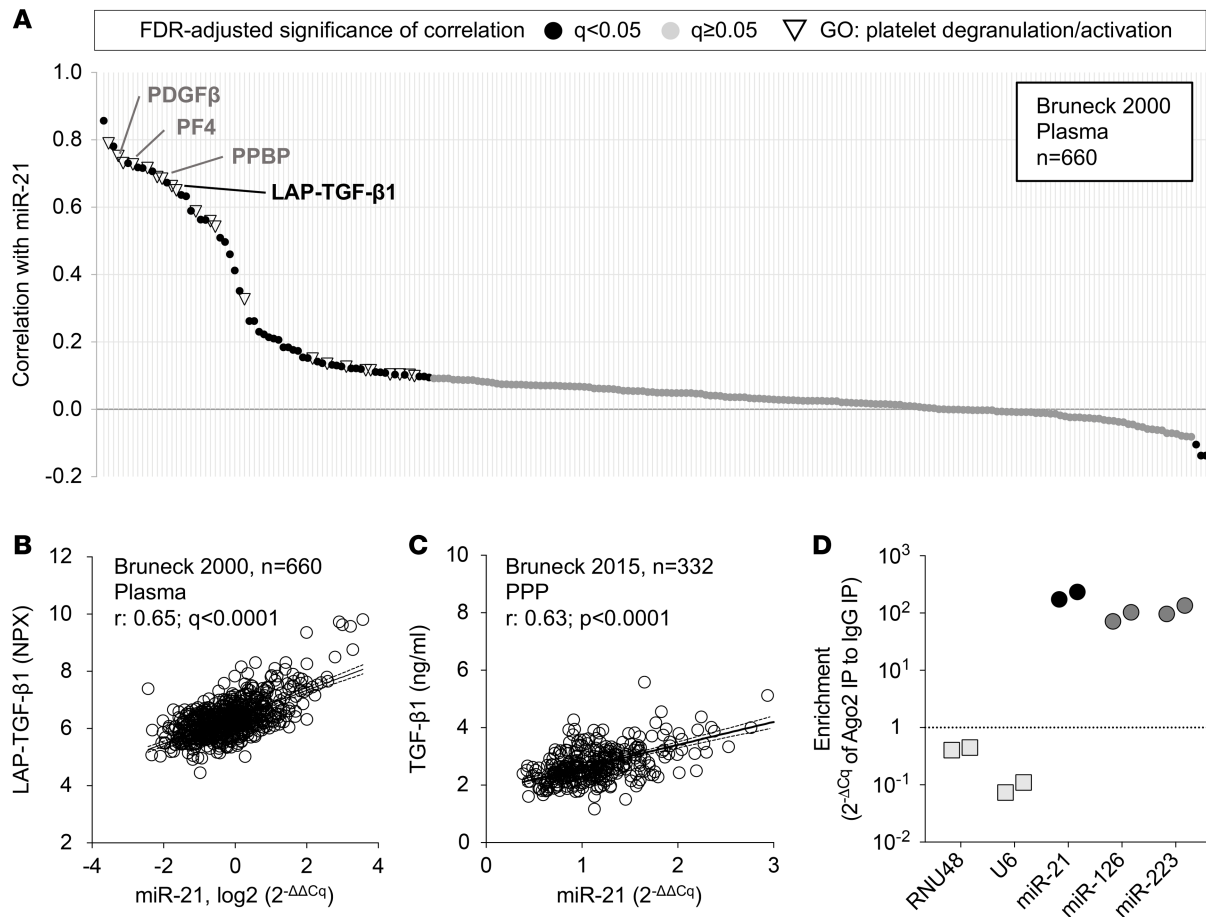 A
FDR-adjusted significance of correlation q<0.05 q≥0.05 GO: platelet degranulation/activation
Correlation with miR-21
1.0
0.8
0.6
0.4
0.2
0.0
-0.2
PDGFβ
PF4
PPBP
LAP-TGF-β1
Bruneck 2000
Plasma
n=660
B
LAP-TGF-β1 (NPX)
12
10
8
6
4
2
Bruneck 2000, n=660
Plasma
r: 0.65; q<0.0001
-4 -2 0 2 4
miR-21, log2 (2-ΔΔCq)
C
TGF-β1 (ng/ml)
10
8
6
4
2
0
Bruneck 2015, n=332
PPP
r: 0.63; p<0.0001
0 1 2 3
miR-21 (2-ΔΔCq)
D
Enrichment
(2-ΔCq of Ago2 IP to IgG IP)
103
102
101
1
10-1
10-2
RNU48
U6
miR-21
miR-126
miR-223